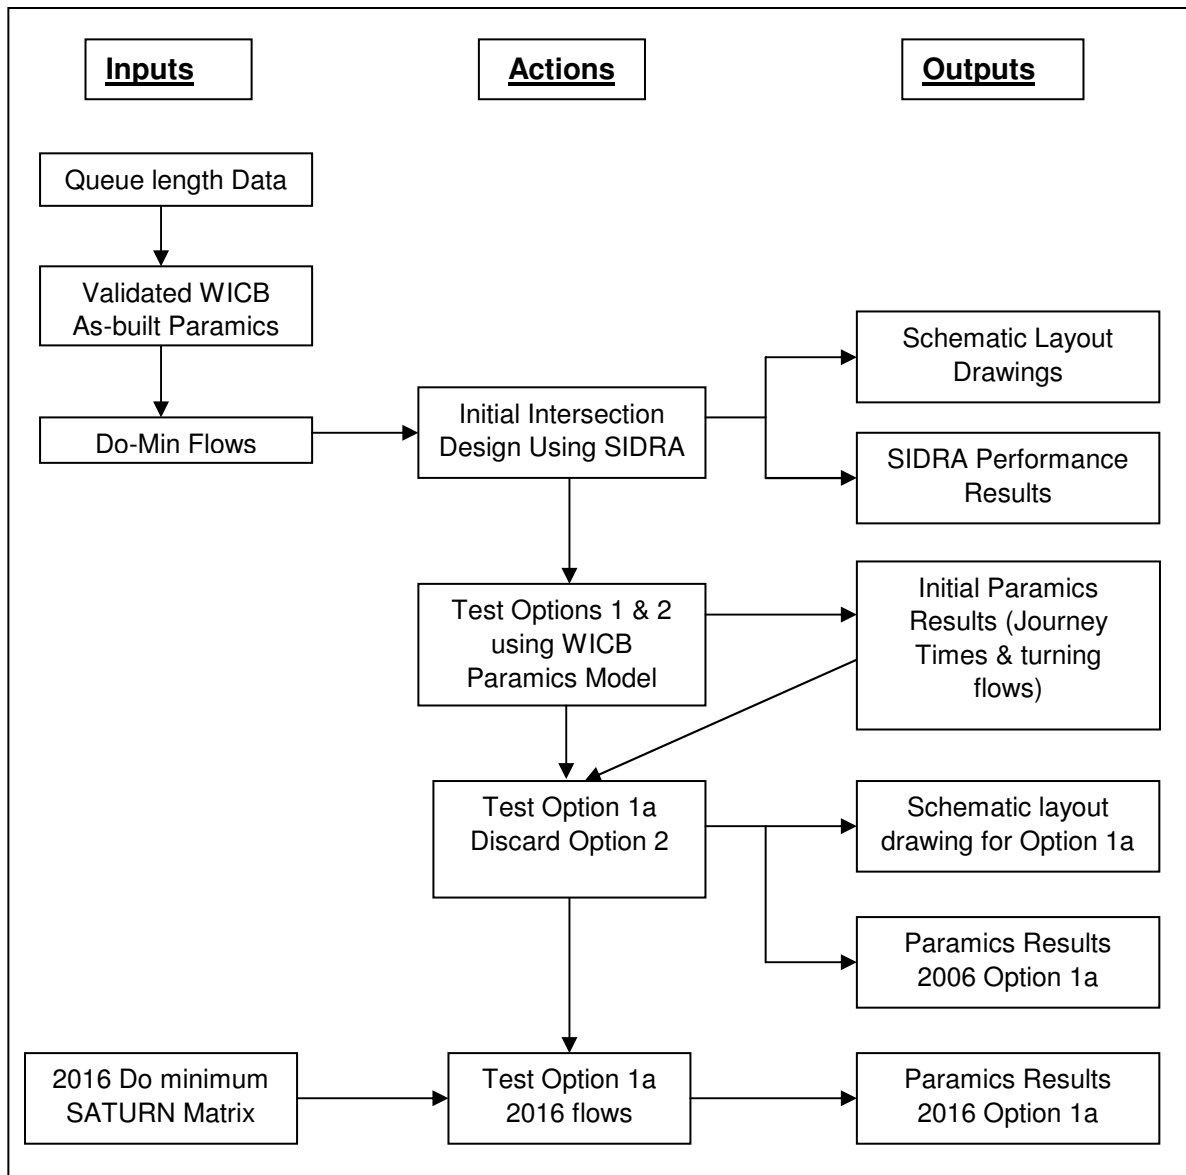 Inputs
Actions
Outputs
Queue length Data
Validated WICB
As-built Paramics
Do-Min Flows
Initial Intersection
Design Using SIDRA
Schematic Layout
Drawings
SIDRA Performance
Results
Test Options 1 & 2
using WICB
Paramics Model
Initial Paramics
Results (Journey
Times & turning
flows)
Test Option 1a
Discard Option 2
Schematic layout
drawing for Option 1a
Paramics Results
2006 Option 1a
2016 Do minimum
SATURN Matrix
Test Option 1a
2016 flows
Paramics Results
2016 Option 1a